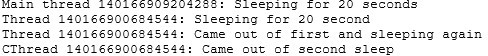 Main thread 140166909204288: Sleeping for 20 seconds
Thread 140166900684544: Sleeping for 20 second
Thread 140166900684544: Came out of first and sleeping again
CThread 140166900684544: Came out of second sleep